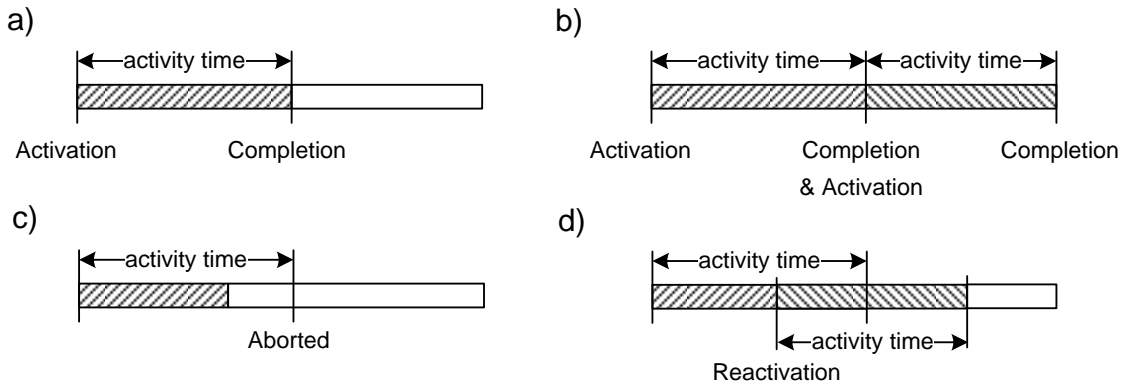 a)
activity time
Activation
Completion
b)
activity time
activity time
Activation
Completion
& Activation
Completion
c)
activity time
Aborted
d)
activity time
activity time
Reactivation